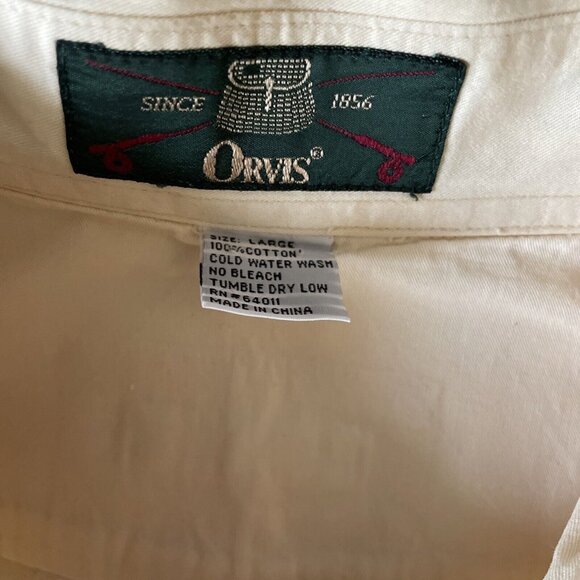 SINCE 1856
ORVIS®
SIZE: LARGE
100%COTTON'
COLD WATER WASH
NO BLEACH
TUMBLE DRY LOW
RN#64011
MADE IN CHINA